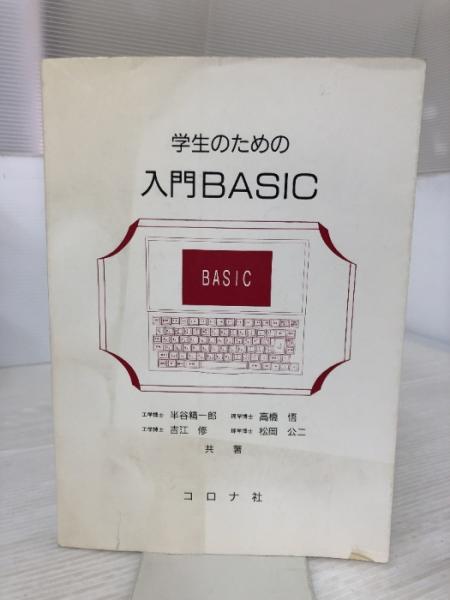 学生のための
入門BASIC
BASIC
工学博士 半谷精一郎 理学博士 高橋 悟
工学博士 吉江 修 理学博士 松岡 公二
共 著
コロナ社